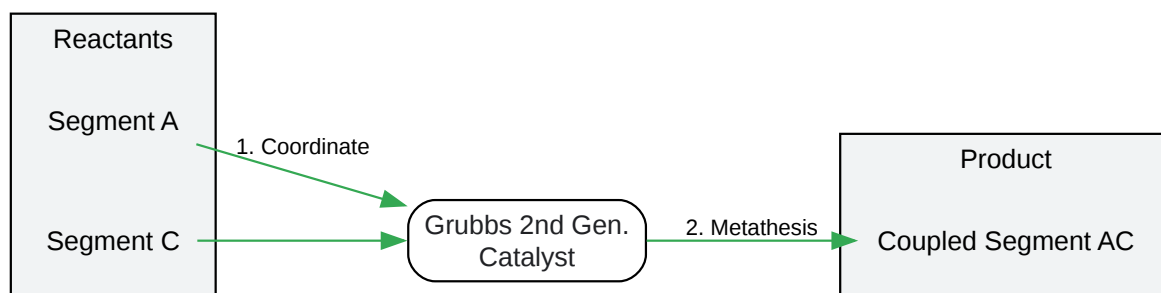 Reactants
Segment A
1. Coordinate
Segment C
Grubbs 2nd Gen.
Catalyst
2. Metathesis
Product
Coupled Segment AC